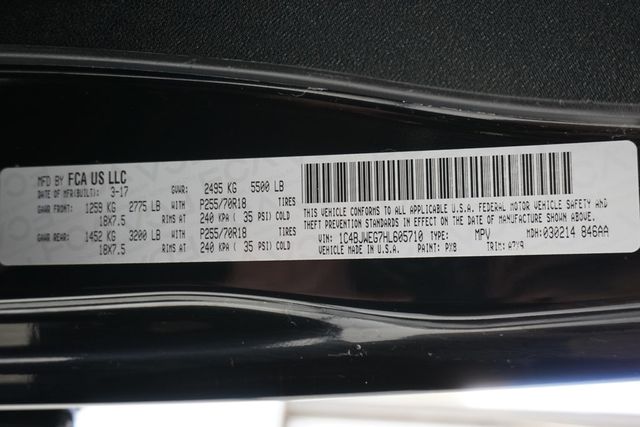 MFD BY FCA US LLC
DATE OF MFR(BUILT): 3-17 GVWR: 2495 KG 5500 LB
GAWR FRONT: 1259 KG 2775 LB WITH P255/70R18 TIRES
18X7.5 RIMS AT 240 KPA ( 35 PSI) COLD
GAWR REAR: 1452 KG 3200 LB WITH P255/70R18 TIRES
18X7.5 RIMS AT 240 KPA ( 35 PSI) COLD
THIS VEHICLE CONFORMS TO ALL APPLICABLE U.S.A. FEDERAL MOTOR VEHICLE SAFETY AND
THEFT PREVENTION STANDARDS IN EFFECT ON THE DATE OF MANUFACTURE SHOWN ABOVE.
VIN: 1C4BJWEG7HL605710 TYPE: MPV MDH: 030214 846AA
VEHICLE MADE IN U.S.A. PAINT: PX8 TRIM: A7X9